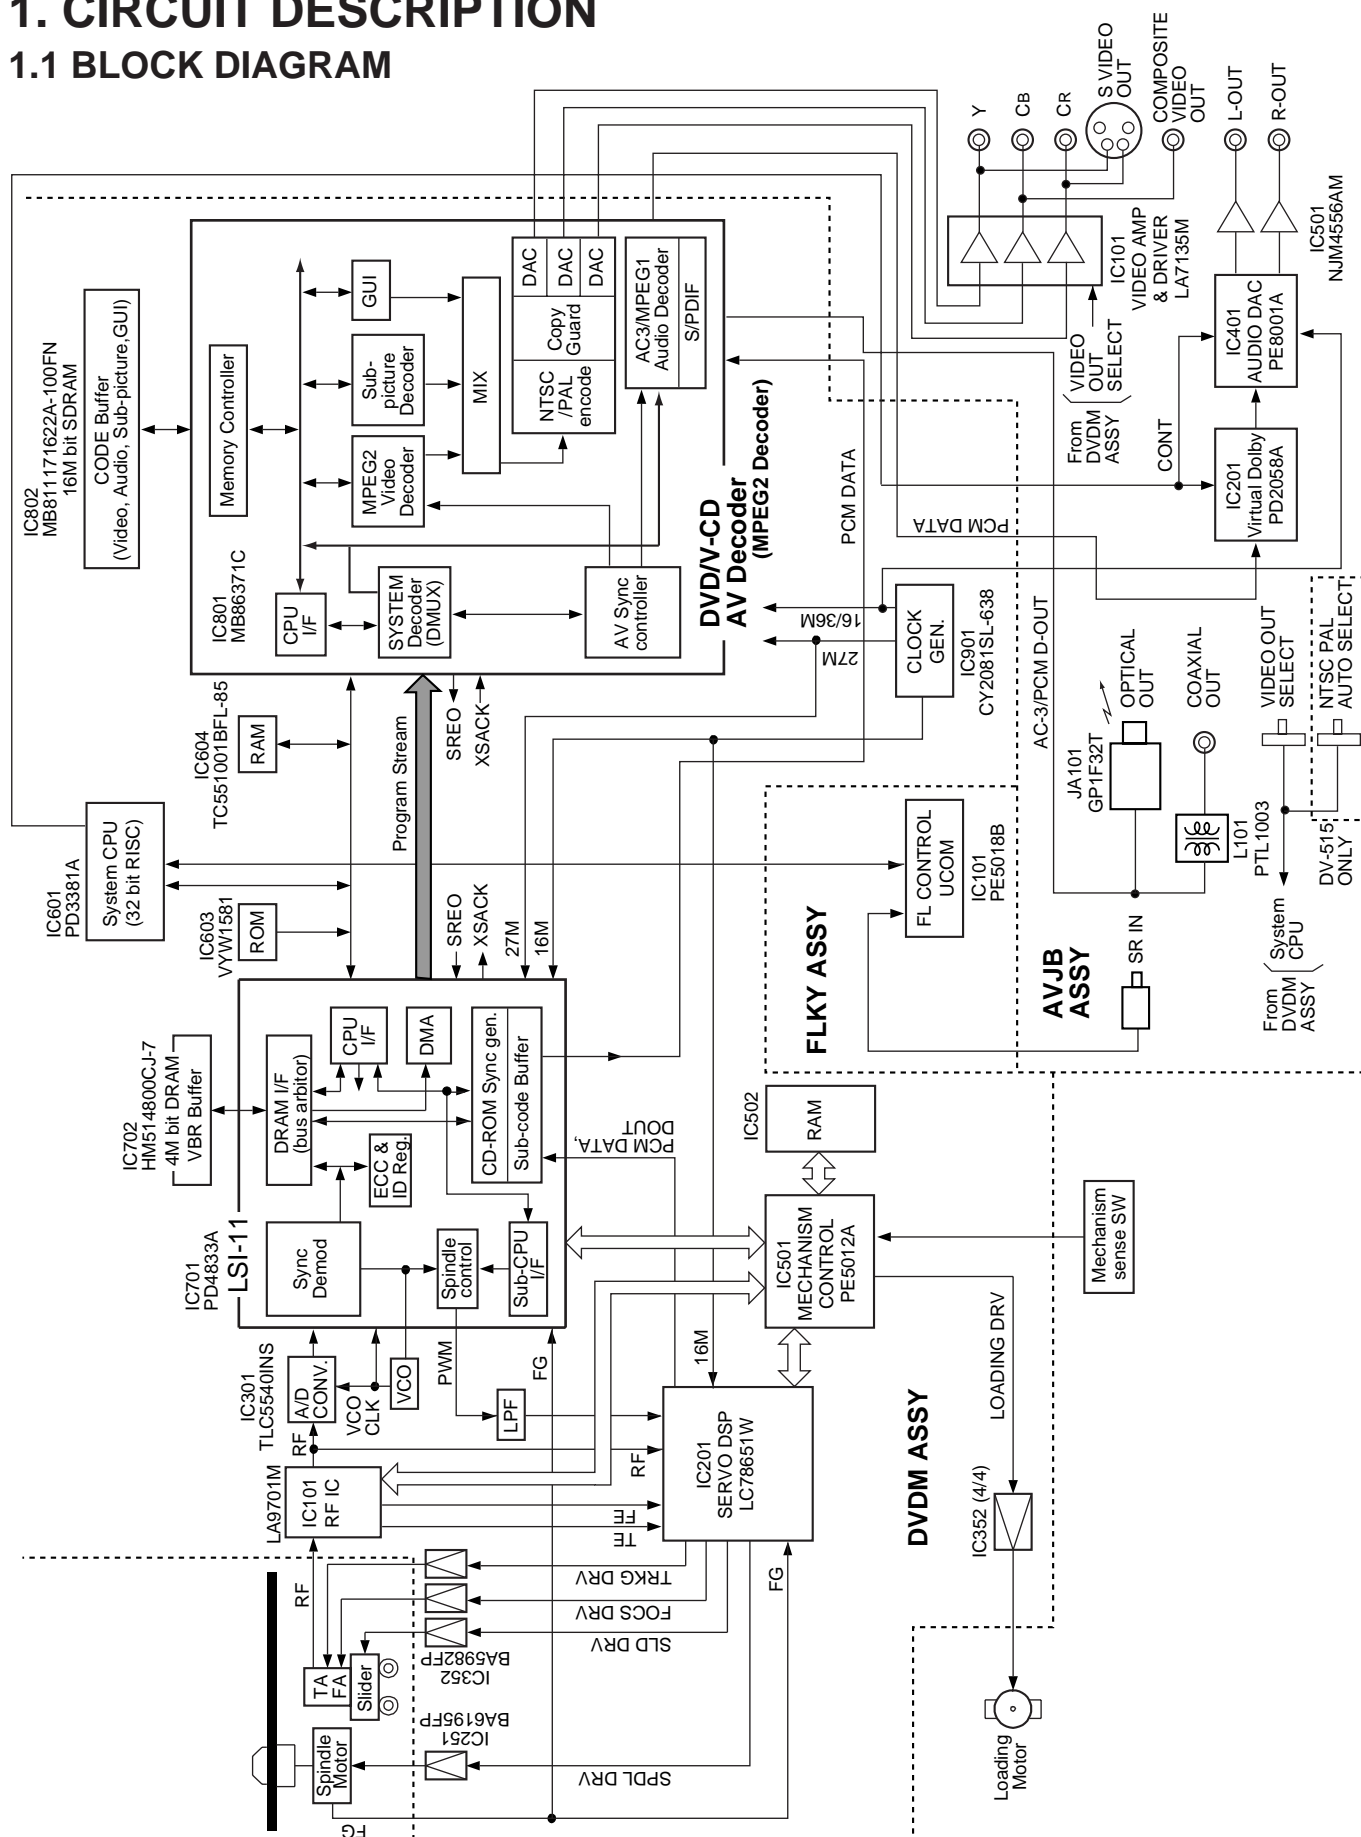 1. CIRCUIT DESCRIPTION
1.1 BLOCK DIAGRAM
Y
CB
CR
S VIDEO
OUT
COMPOSITE
VIDEO
OUT
L-OUT
R-OUT
IC501
NJM4556AM
IC101
VIDEO AMP
& DRIVER
LA7135M
VIDEO
OUT
SELECT
From
DVDM
ASSY
IC401
AUDIO DAC
PE8001A
CONT
IC201
Virtual Dolby
PD2058A
IC802
MB811171622A-100FN
16M bit SDRAM
CODE Buffer
(Video, Audio, Sub-picture,GUI)
IC801
MB86371C
Memory Controller
CPU
I/F
GUI
Sub-
picture
Decoder
MPEG2
Video
Decoder
MIX
SYSTEM
Decoder
(DMUX)
AV Sync
controller
DAC
DAC
DAC
Copy
Guard
NTSC
/PAL
encode
AC3/MPEG1
Audio Decoder
S/PDIF
DVD/V-CD
AV Decoder
(MPEG2 Decoder)
PCM DATA
PCM DATA
16/36M
27M
CLOCK
GEN.
IC901
CY2081SL-638
AC-3/PCM D-OUT
JA101
GP1F32T
OPTICAL
OUT
COAXIAL
OUT
L101
PTL1003
VIDEO OUT
SELECT
NTSC PAL
AUTO SELECT
DV-515
ONLY
System
CPU
From
DVDM
ASSY
SR IN
AVJB
ASSY
IC604
TC551001BFL-85
RAM
IC601
PD3381A
System CPU
(32 bit RISC)
IC603
VYW1581
ROM
Program Stream
SREO
XSACK
SREO
XSACK
27M
16M
FLKY ASSY
FL CONTROL
UCOM
IC101
PE5018B
IC702
HM514800CJ-7
4M bit DRAM
VBR Buffer
IC701
PD4833A
LSI-11
DRAM I/F
(bus arbitor)
CPU
I/F
DMA
ECC &
ID Reg.
CD-ROM Sync gen.
Sub-code Buffer
Sync
Demod
Spindle
control
Sub-CPU
I/F
PCM DATA,
DOUT
IC502
RAM
IC501
MECHANISM
CONTROL
PE5012A
Mechanism
sense SW
IC301
TLC5540INS
A/D
CONV.
VCO
CLK
VCO
PWM
LPF
FG
16M
RF
LA9701M
IC101
RF IC
RF
FE
TE
IC201
SERVO DSP
LC78651W
DVDM ASSY
LOADING DRV
IC352 (4/4)
Loading
Motor
RF
TA
FA
Slider
TRKG DRV
FOCS DRV
SLD DRV
IC352
BA5982FP
IC251
BA6195FP
SPDL DRV
FG
Spindle
Motor
FG